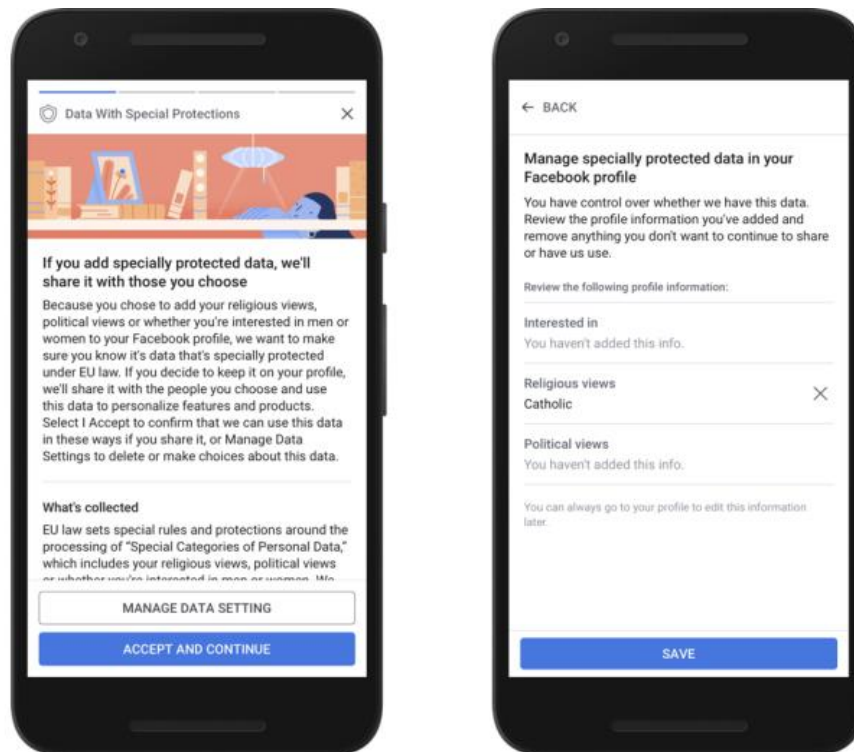 Data With Special Protections
If you add specially protected data, we'll
share it with those you choose
Because you chose to add your religious views,
political views or whether you're interested in men or
women to your Facebook profile, we want to make
sure you know it's data that's specially protected
under EU law. If you decide to keep it on your profile,
we'll share it with the people you choose and use
this data to personalize features and products.
Select I Accept to confirm that we can use this data
in these ways if you share it, or Manage Data
Settings to delete or make choices about this data.
What's collected
EU law sets special rules and protections around the
processing of “Special Categories of Personal Data,”
which includes your religious views, political views
or whether you're interested in men or women. We
MANAGE DATA SETTING
ACCEPT AND CONTINUE
BACK
Manage specially protected data in your
Facebook profile
You have control over whether we have this data.
Review the profile information you've added and
remove anything you don't want to continue to share
or have us use.
Review the following profile information:
Interested in
You haven't added this info.
Religious views
Catholic
Political views
You haven't added this info.
You can always go to your profile to edit this information
later.
SAVE